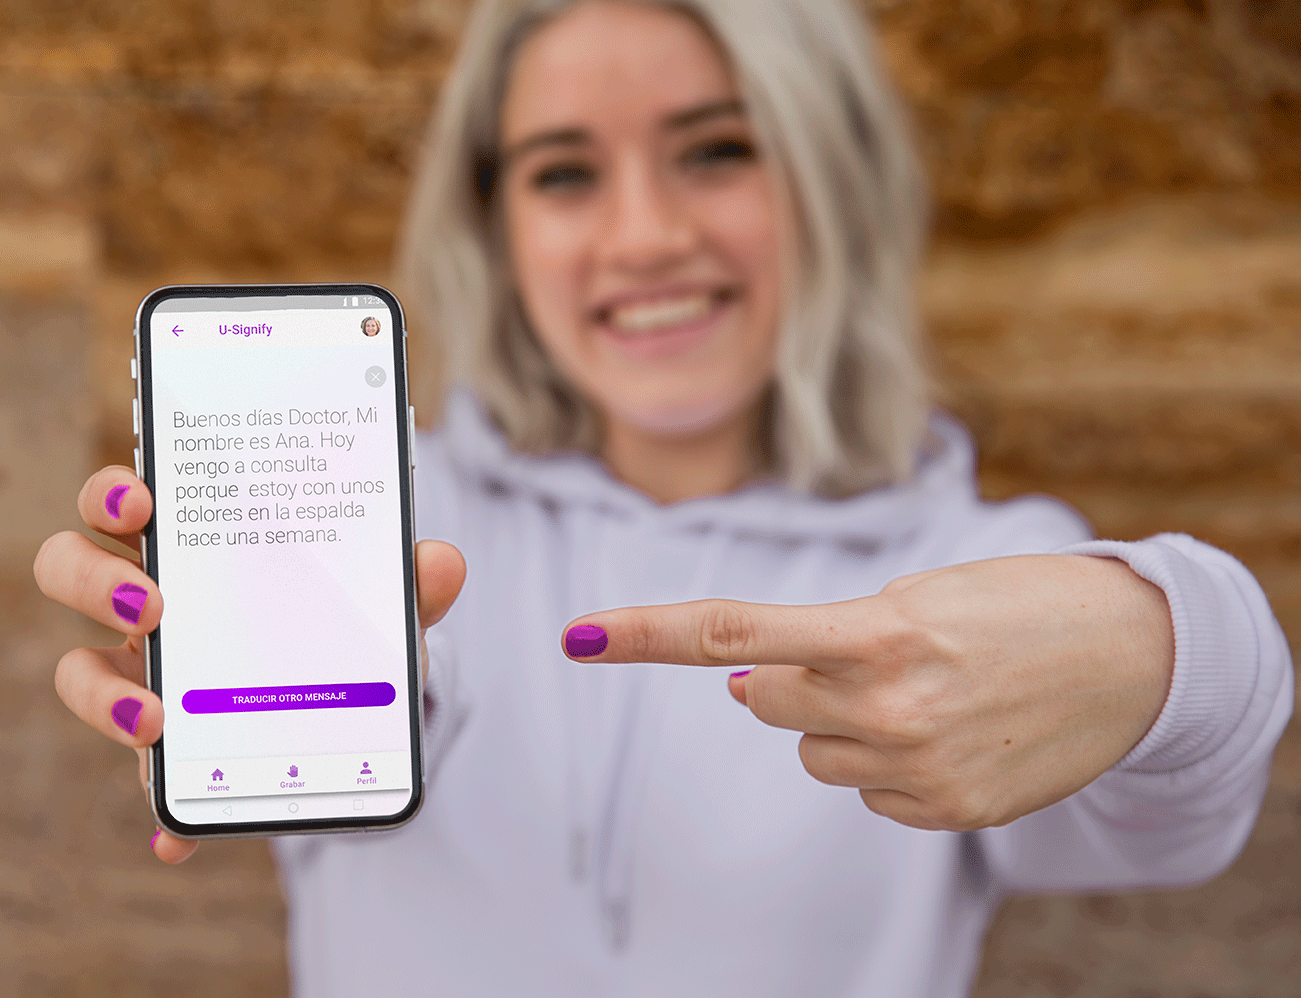 U-Signify
Buenos días Doctor, Mi
nombre es Ana. Hoy
vengo a consulta
porque estoy con unos
dolores en la espalda
hace una semana.
TRADUCIR OTRO MENSAJE
Home
Grabar
Perfil